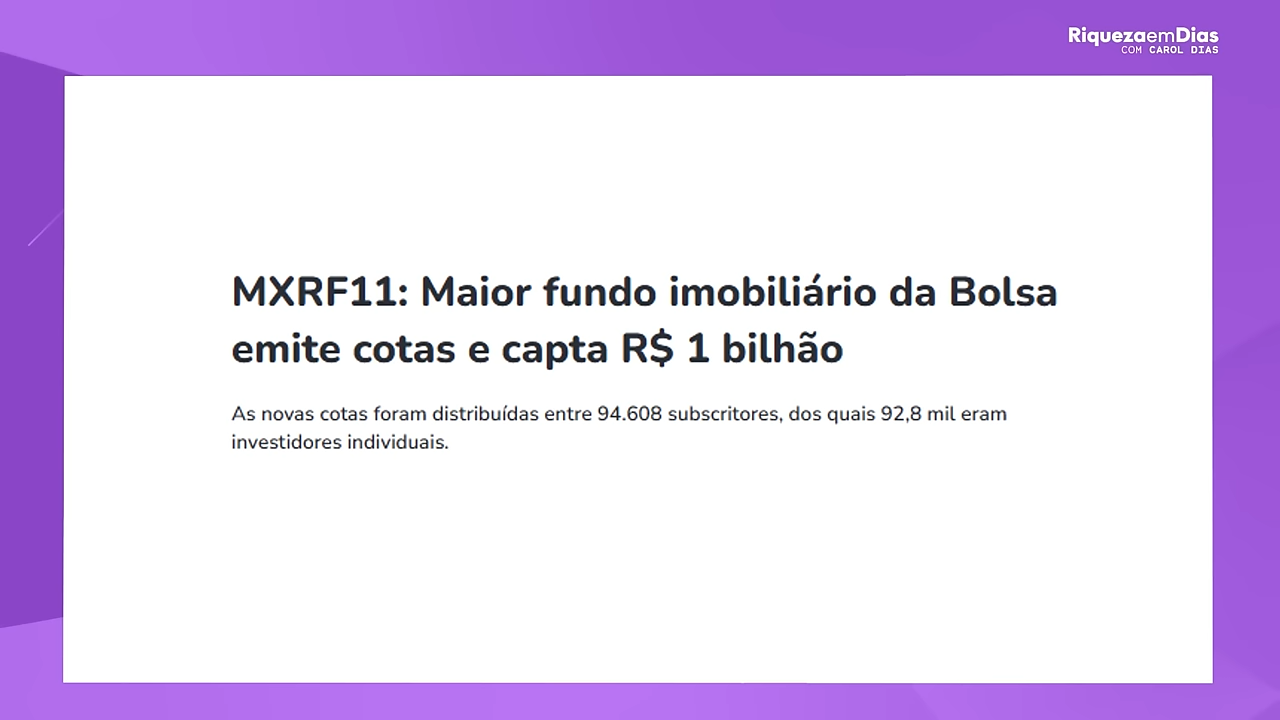 RiquezaemDias
COM CAROL DIAS
MXRF11: Maior fundo imobiliário da Bolsa
emite cotas e capta R$ 1 bilhão
As novas cotas foram distribuídas entre 94.608 subscritores, dos quais 92,8 mil eram
investidores individuais.